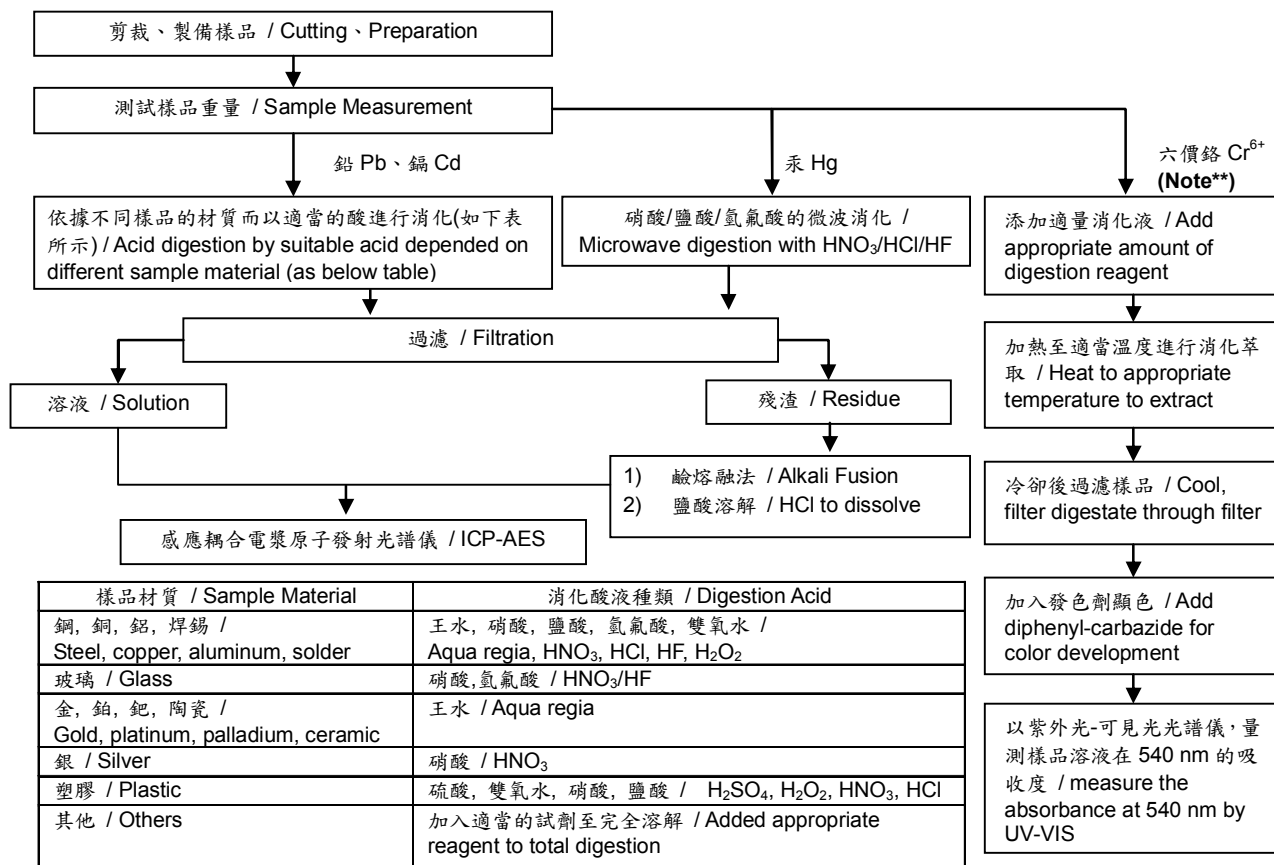 剪裁、製備樣品 / Cutting、Preparation
測試樣品重量 / Sample Measurement
鉛 Pb、鎘 Cd
汞 Hg
六價鉻 Cr6+
(Note**)
依據不同樣品的材質而以適當的酸進行消化(如下表
所示) / Acid digestion by suitable acid depended on
different sample material (as below table)
硝酸/鹽酸/氫氟酸的微波消化 /
Microwave digestion with HNO3/HCl/HF
添加適量消化液 / Add
appropriate amount of
digestion reagent
過濾 / Filtration
加熱至適當溫度進行消化萃
取 / Heat to appropriate
temperature to extract
溶液 / Solution
殘渣 / Residue
1) 鹼熔融法 / Alkali Fusion
2) 鹽酸溶解 / HCl to dissolve
冷卻後過濾樣品 / Cool,
filter digestate through filter
感應耦合電漿原子發射光譜儀 / ICP-AES
加入發色劑顯色 / Add
diphenyl-carbazide for
color development
以紫外光-可見光光譜儀，量
測樣品溶液在 540 nm 的吸
收度 / measure the
absorbance at 540 nm by
UV-VIS
樣品材質 / Sample Material
消化酸液種類 / Digestion Acid
鋼, 銅, 鋁, 焊錫 /
Steel, copper, aluminum, solder
王水, 硝酸, 鹽酸, 氫氟酸, 雙氧水 /
Aqua regia, HNO3, HCl, HF, H2O2
玻璃 / Glass
硝酸,氫氟酸 / HNO3/HF
金, 鉑, 鈀, 陶瓷 /
Gold, platinum, palladium, ceramic
王水 / Aqua regia
銀 / Silver
硝酸 / HNO3
塑膠 / Plastic
硫酸, 雙氧水, 硝酸, 鹽酸 / H2SO4, H2O2, HNO3, HCl
其他 / Others
加入適當的試劑至完全溶解 / Added appropriate
reagent to total digestion